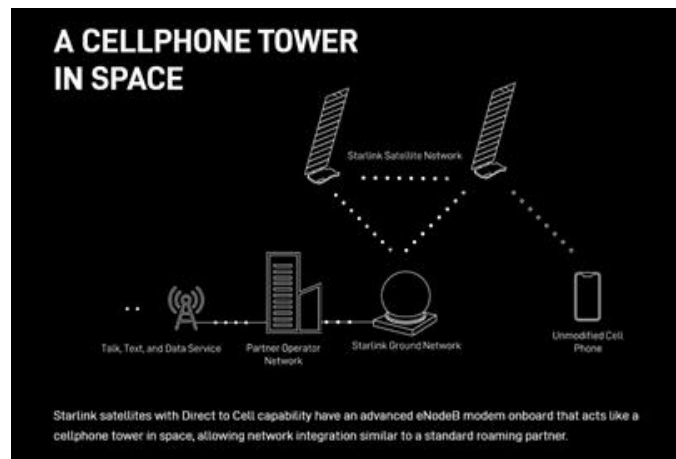 A CELLPHONE TOWER
IN SPACE
Starlink Satellite Network
Talk, Text, and Data Service
Partner Operator
Network
Starlink Ground Network
Unmodified Cell
Phone
Starlink satellites with Direct to Cell capability have an advanced eNodeB modem onboard that acts like a
cellphone tower in space, allowing network integration similar to a standard roaming partner.